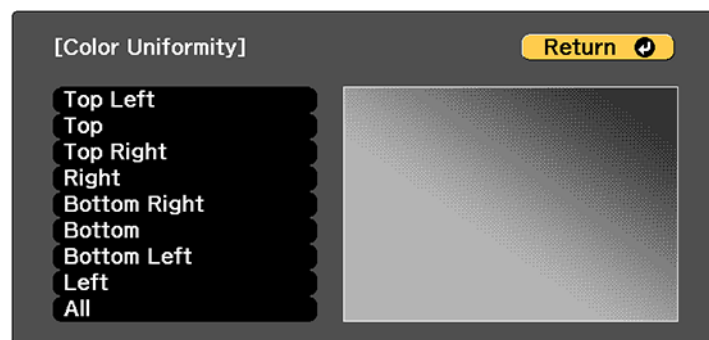 [Color Uniformity]
Return
Top Left
Top
Top Right
Right
Bottom Right
Bottom
Bottom Left
Left
All